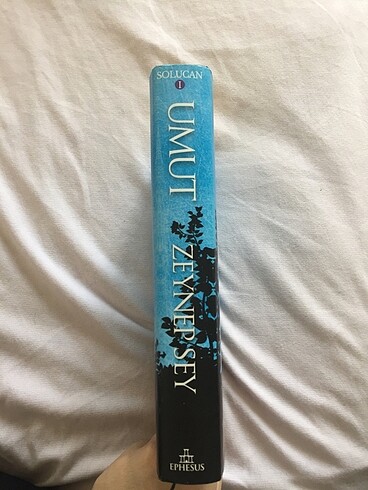 SOLUCAN
1
UMUT
ZEYNEP SEY
EPHESUS